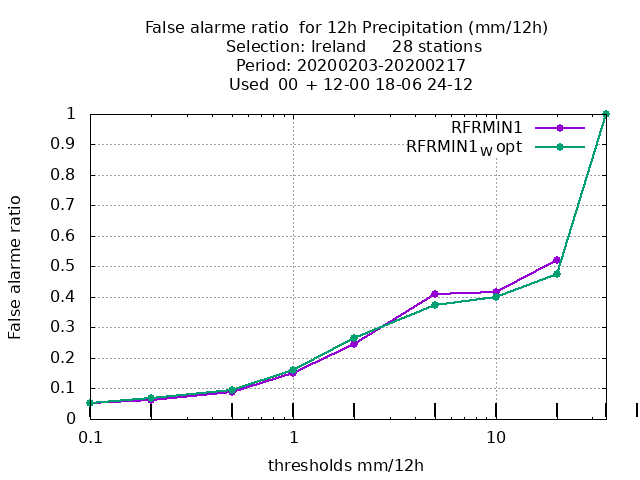 False alarme ratio  for 12h Precipitation (mm/12h)
Selection: Ireland     28 stations
Period: 20200203-20200217
Used  00  + 12-00 18-06 24-12
RFRMIN1
RFRMIN1W opt
1
0.9
0.8
0.7
0.6
0.5
0.4
0.3
0.2
0.1
0
False alarme ratio
0.1 1 10
thresholds mm/12h